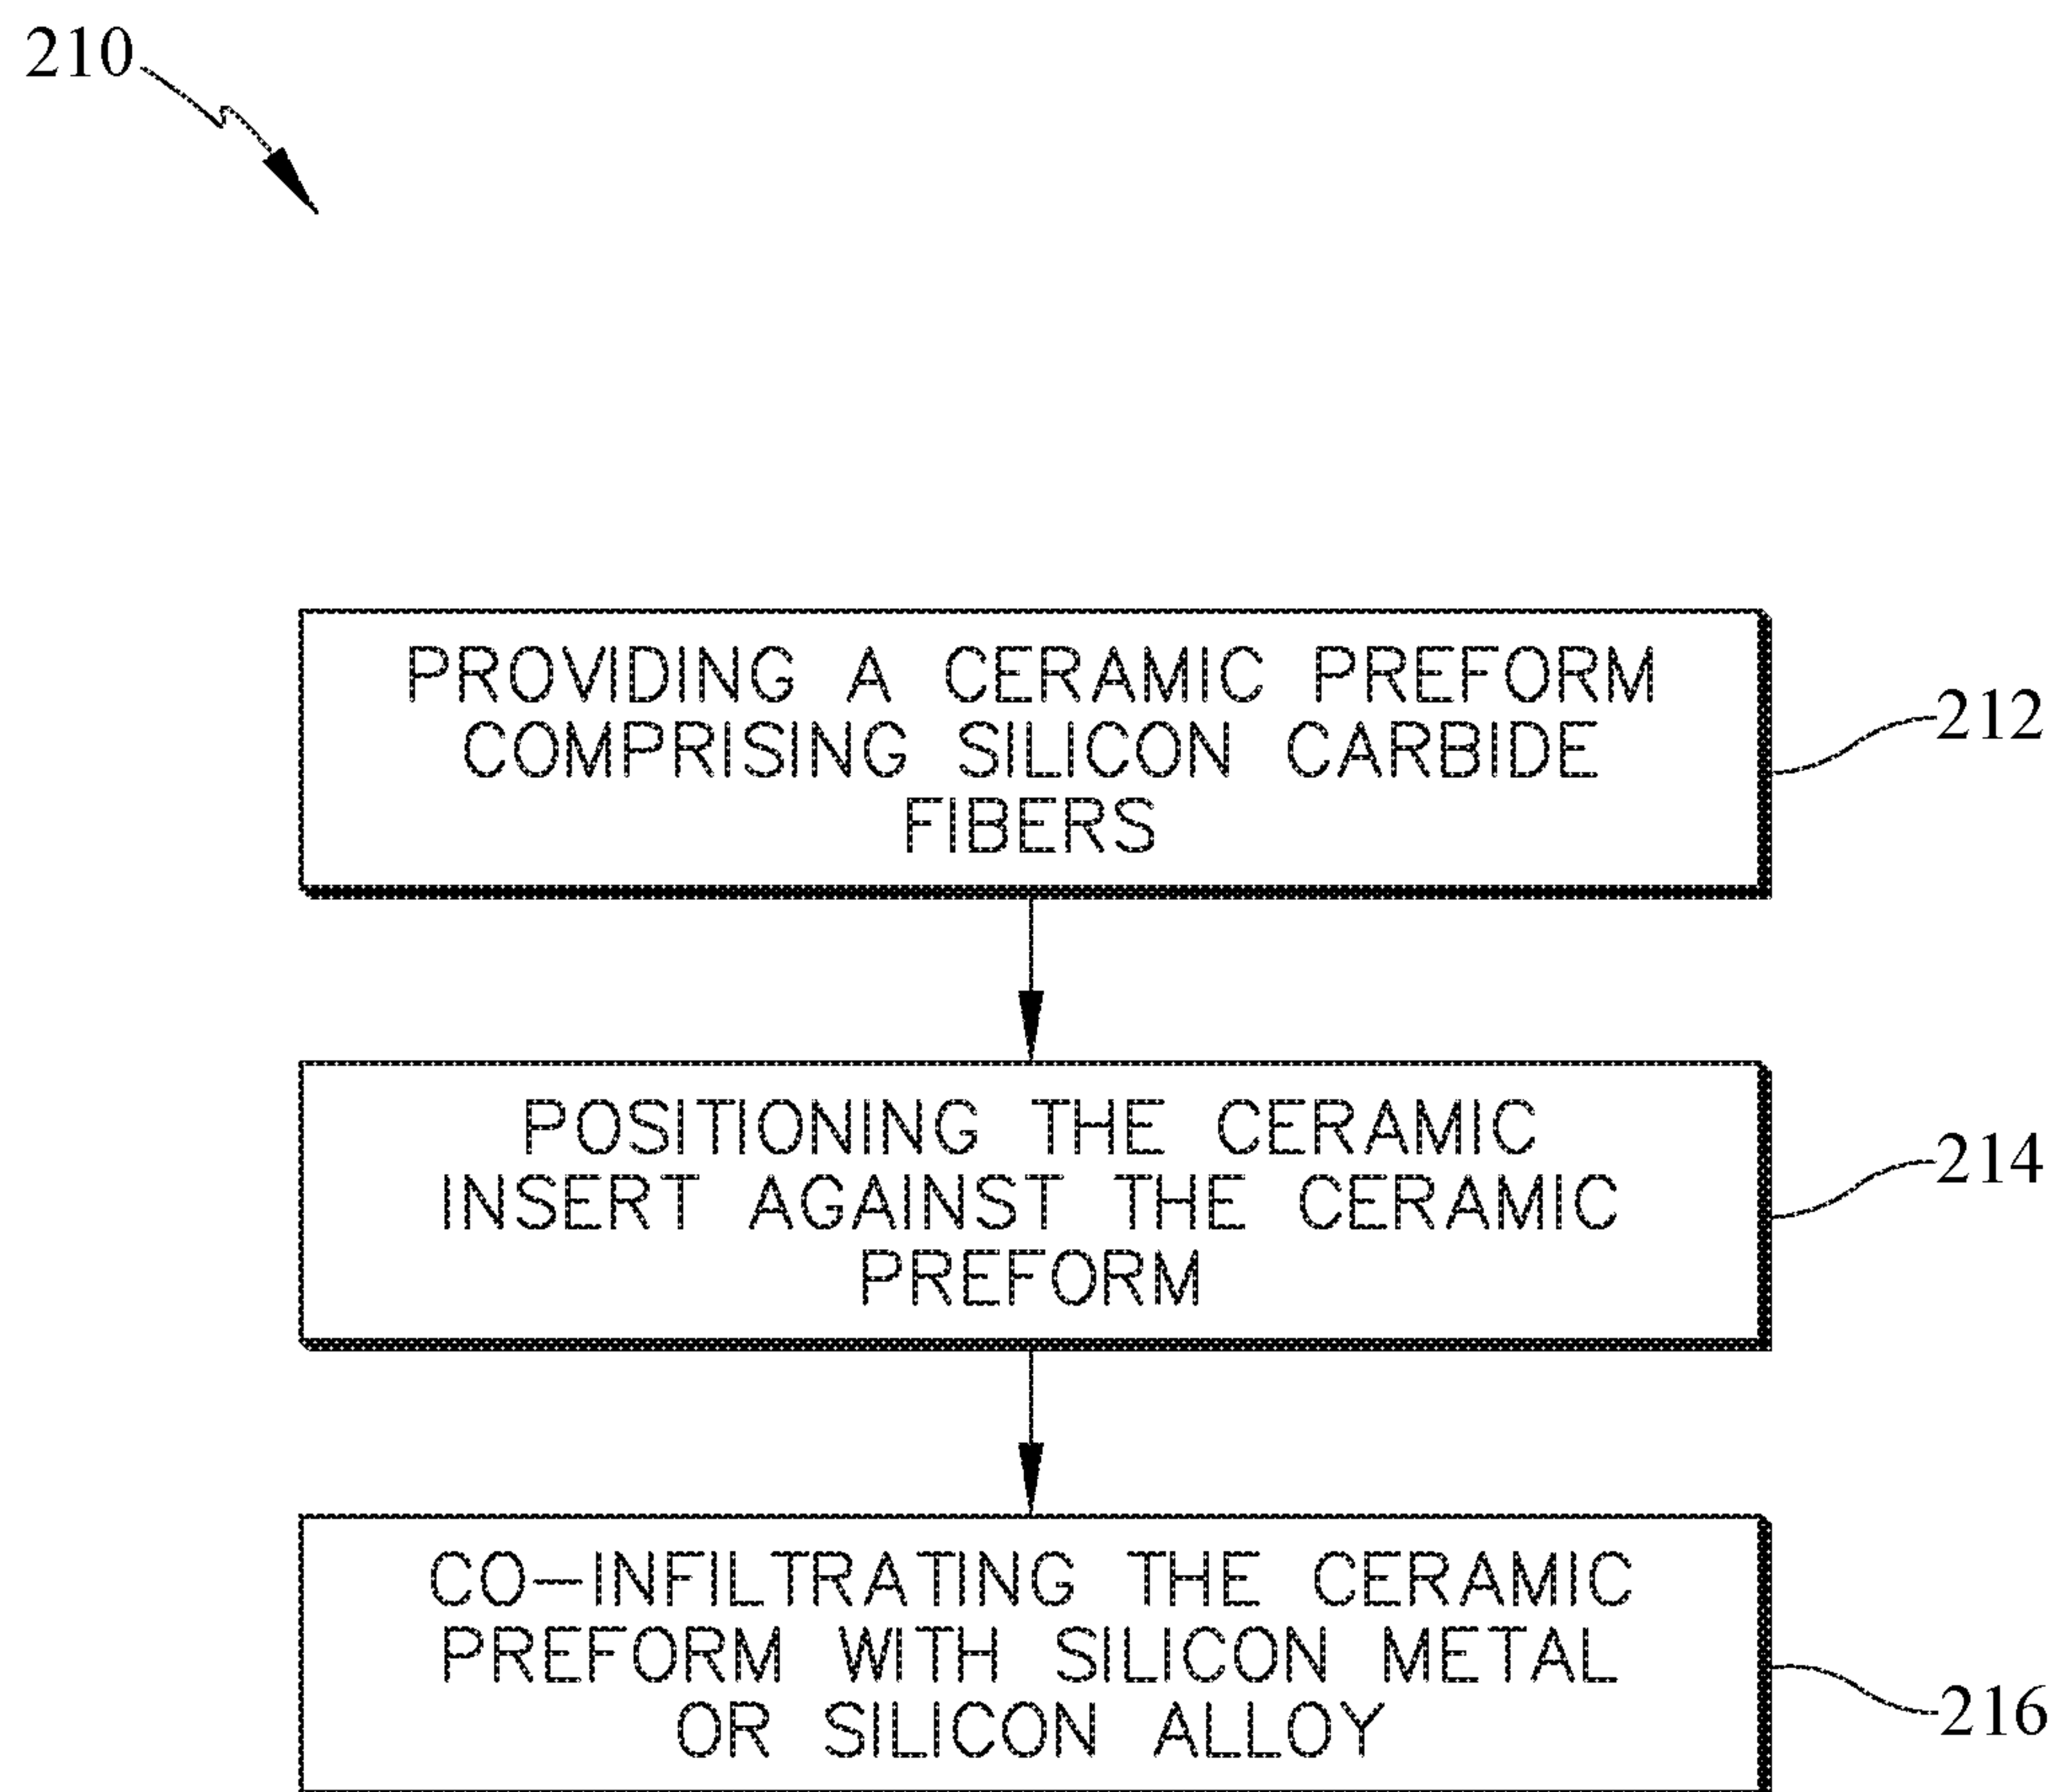 210
PROVIDING A CERAMIC PREFORM
COMPRISING SILICON CARBIDE
FIBERS
212
POSITIONING THE CERAMIC
INSERT AGAINST THE CERAMIC
PREFORM
214
CO-INFILTRATING THE CERAMIC
PREFORM WITH SILICON METAL
OR SILICON ALLOY
216